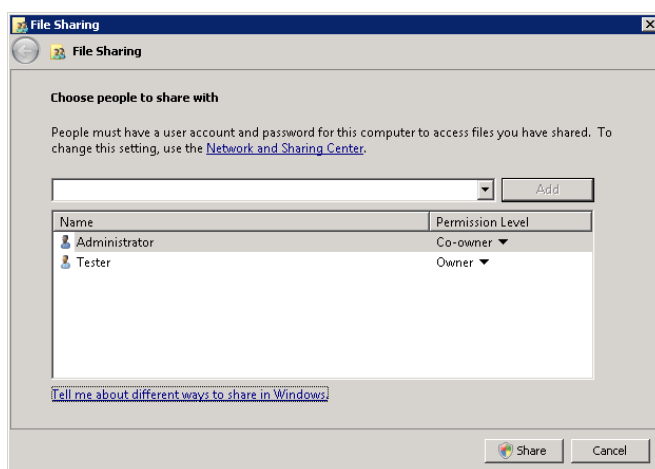 File Sharing
File Sharing
Choose people to share with
People must have a user account and password for this computer to access files you have shared. To
change this setting, use the Network and Sharing Center.
Add
Name Permission Level
Administrator Co-owner
Tester Owner
Tell me about different ways to share in Windows.
Share Cancel